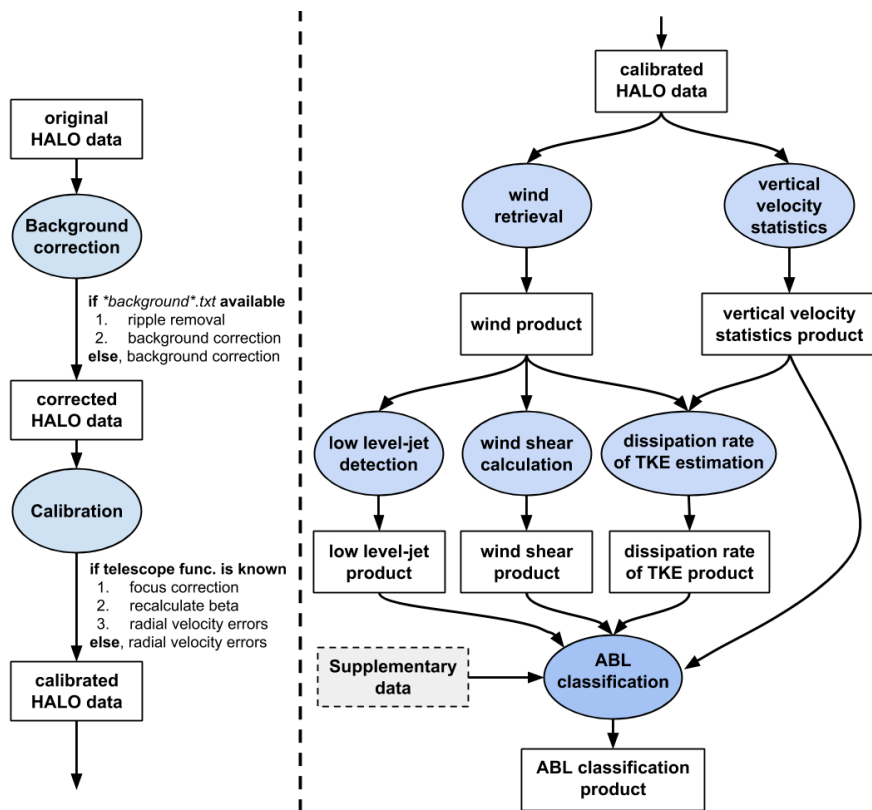 original
HALO data
Background
correction
if *background*.txt available
1. ripple removal
2. background correction
else, background correction
corrected
HALO data
Calibration
if telescope func. is known
1. focus correction
2. recalculate beta
3. radial velocity errors
else, radial velocity errors
calibrated
HALO data
calibrated
HALO data
wind
retrieval
vertical
velocity
statistics
wind product
vertical velocity
statistics product
low level-jet
detection
wind shear
calculation
dissipation rate
of TKE estimation
low level-jet
product
wind shear
product
dissipation rate
of TKE product
Supplementary
data
ABL
classification
ABL classification
product